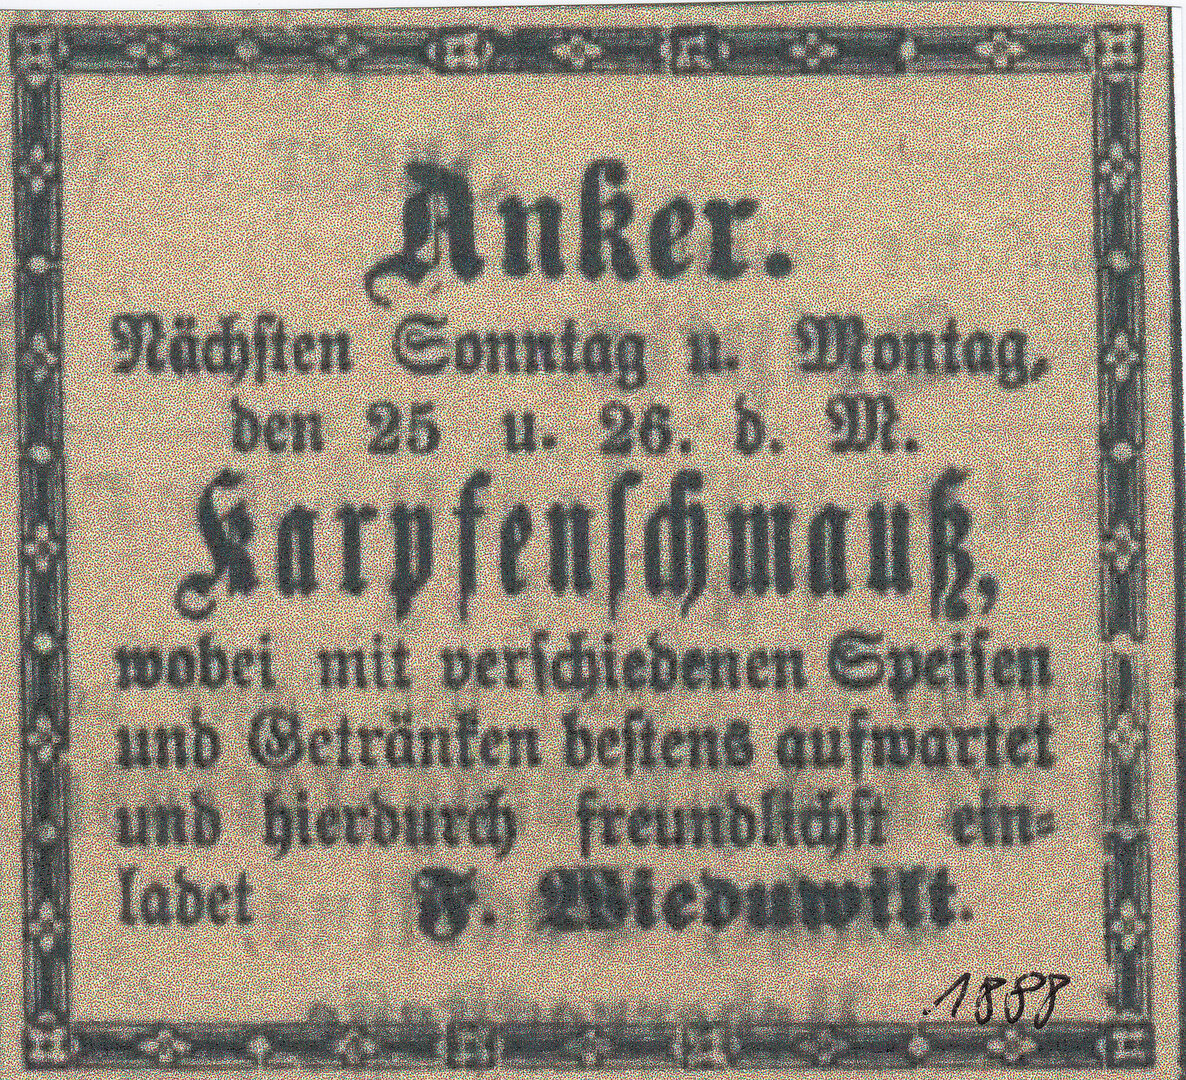 Anker.
Nächsten Sonntag u. Montag,
den 25 u. 26. d. M.
Karpfenschmauß,
wobei mit verschiedenen Speisen
und Getränken bestens aufwartet
und hierdurch freundlichst ein=
ladet F. Wieduwilt.
.1888